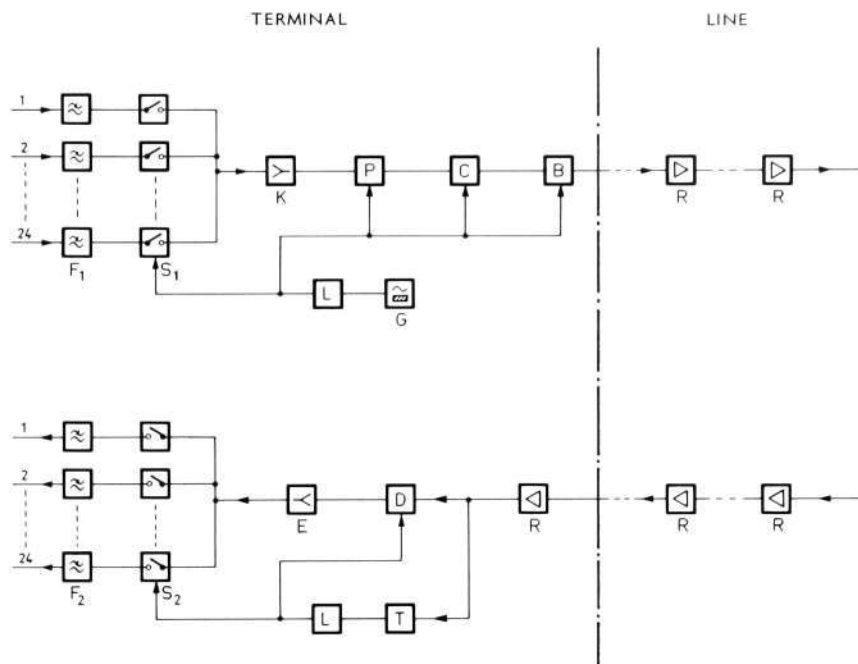 TERMINAL LINE
1
2
24
F1 S1
K
P C B
R R
L
G
1
2
24
F2 S2
E
D
R
R R
L T